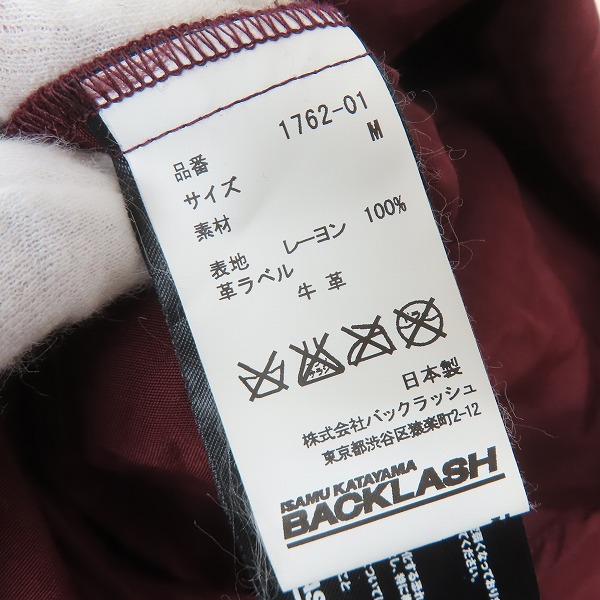 品番 1762-01
サイズ M
素材
表地 レーヨン 100%
革ラベル 牛革
日本製
株式会社バックラッシュ
東京都渋谷区猿楽町2-12
ISAMU KATAYAMA
BACKLASH